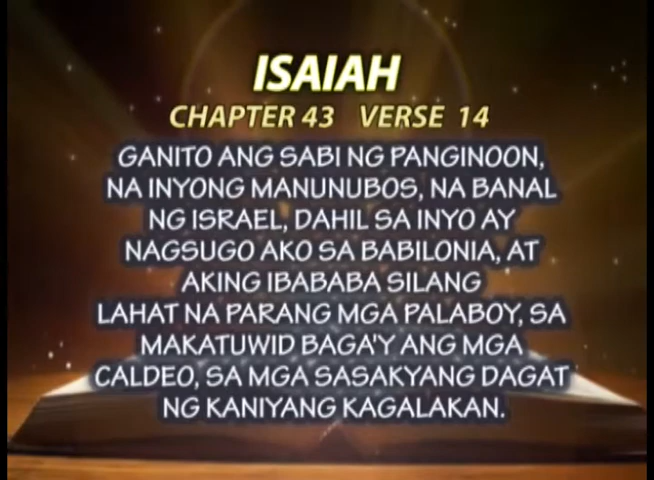 ISAIAH
CHAPTER 43 VERSE 14
GANITO ANG SABI NG PANGINOON,
NA INYONG MANUNUBOS, NA BANAL
NG ISRAEL, DAHIL SA INYO AY
NAGSUGO AKO SA BABILONIA, AT
AKING IBABABA SILANG
LAHAT NA PARANG MGA PALABOY, SA
MAKATUWID BAGA'Y ANG MGA
CALDEO, SA MGA SASAKYANG DAGAT
NG KANIYANG KAGALAKAN.